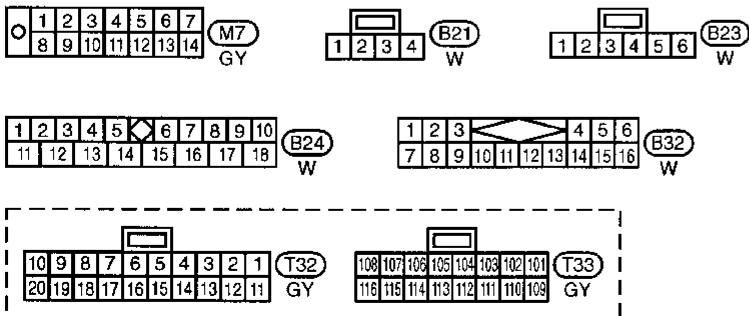 1 2 3 4 5 6 7
8 9 10 11 12 13 14
M7
GY
1 2 3 4
B21
W
1 2 3 4 5 6
B23
W
1 2 3 4 5 6 7 8 9 10
11 12 13 14 15 16 17 18
B24
W
1 2 3 4 5 6
7 8 9 10 11 12 13 14 15 16
B32
W
10 9 8 7 6 5 4 3 2 1
20 19 18 17 16 15 14 13 12 11
T32
GY
108 107 106 105 104 103 102 101
116 115 114 113 112 111 110 109
T33
GY